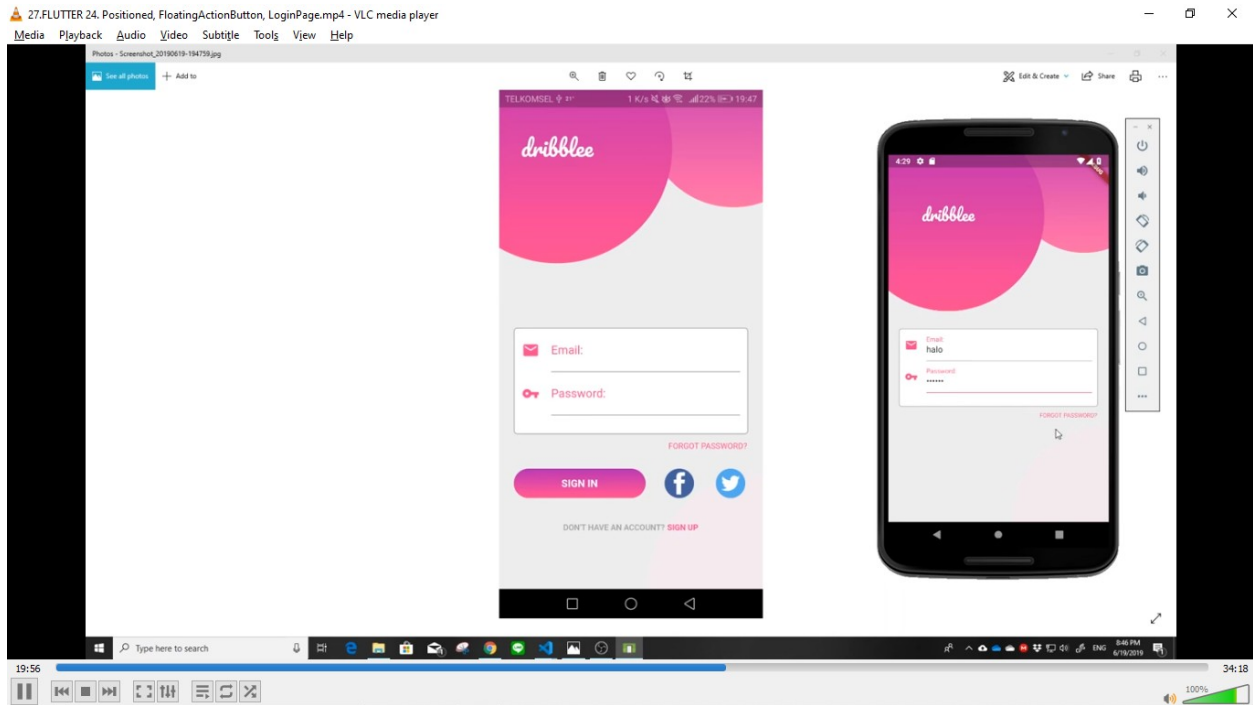 27.FLUTTER 24. Positioned, FloatingActionButton, LoginPage.mp4 - VLC media player
Media Playback Audio Video Subtitle Tools View Help
Photos - Screenshot_20190619-194759.jpg
See all photos + Add to
Edit & Create Share
TELKOMSEL 1 K/s 22% 19:47
dribblee
Email:
Password:
FORGOT PASSWORD?
SIGN IN
DON'T HAVE AN ACCOUNT? SIGN UP
4:29
dribblee
Email:
halo
Password:
FORGOT PASSWORD?
Type here to search
ENG
8:46 PM
6/19/2019
19:56
34:18
100%